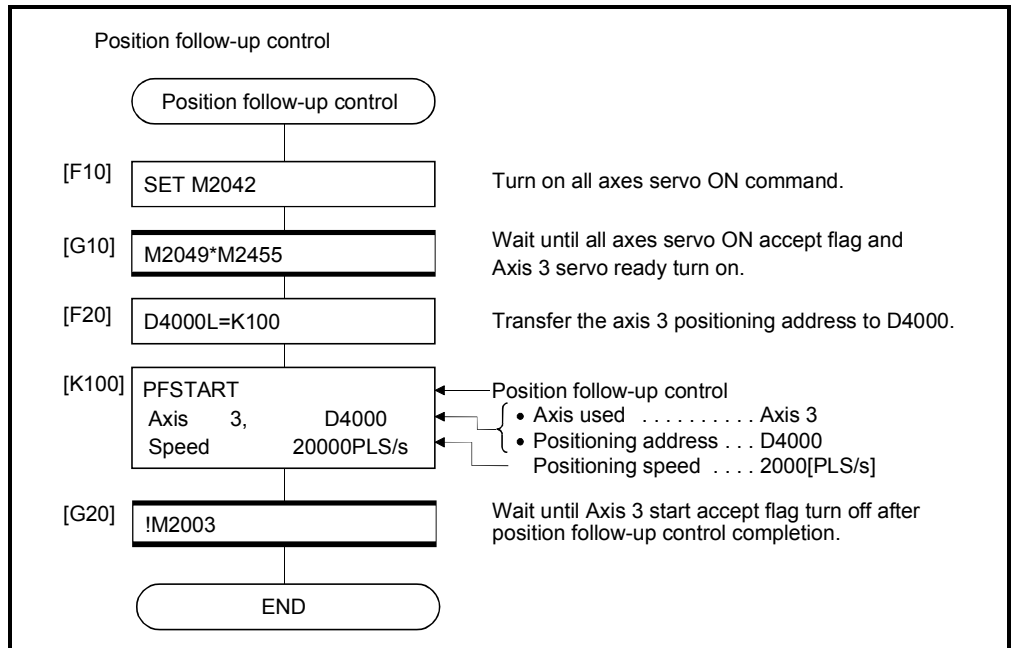 Position follow-up control
Position follow-up control
[F10]
SET M2042
Turn on all axes servo ON command.
[G10]
M2049*M2455
Wait until all axes servo ON accept flag and
Axis 3 servo ready turn on.
[F20]
D4000L=K100
Transfer the axis 3 positioning address to D4000.
[K100]
PFSTART
Axis 3, D4000
Speed 20000PLS/s
Position follow-up control
• Axis used . . . . . . . . . . Axis 3
• Positioning address . . . D4000
Positioning speed . . . . 2000[PLS/s]
[G20]
!M2003
Wait until Axis 3 start accept flag turn off after
position follow-up control completion.
END